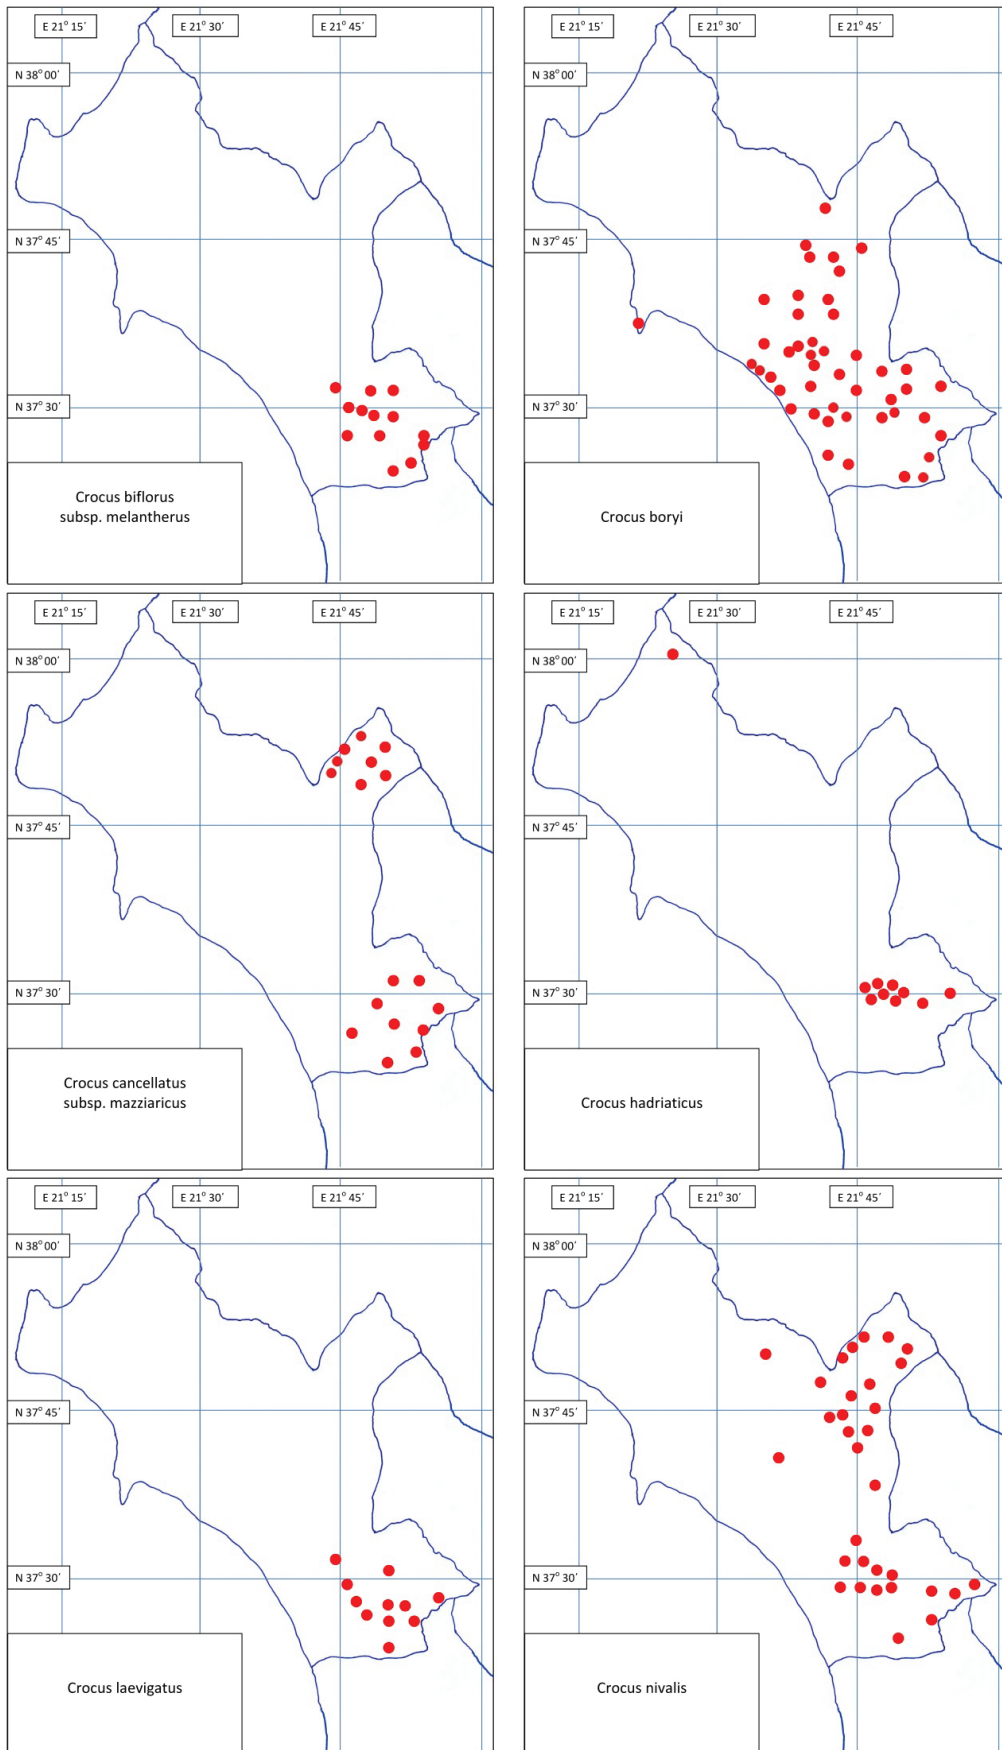 E 21° 15′
E 21° 30′
E 21° 45′
N 38° 00′
N 37° 45′
N 37° 30′
Crocus biflorus
subsp. melantherus
E 21° 15′
E 21° 30′
E 21° 45′
N 38° 00′
N 37° 45′
N 37° 30′
Crocus boryi
E 21° 15′
E 21° 30′
E 21° 45′
N 38° 00′
N 37° 45′
N 37° 30′
Crocus cancellatus
subsp. mazziaricus
E 21° 15′
E 21° 30′
E 21° 45′
N 38° 00′
N 37° 45′
N 37° 30′
Crocus hadriaticus
E 21° 15′
E 21° 30′
E 21° 45′
N 38° 00′
N 37° 45′
N 37° 30′
Crocus laevigatus
E 21° 15′
E 21° 30′
E 21° 45′
N 38° 00′
N 37° 45′
N 37° 30′
Crocus nivalis